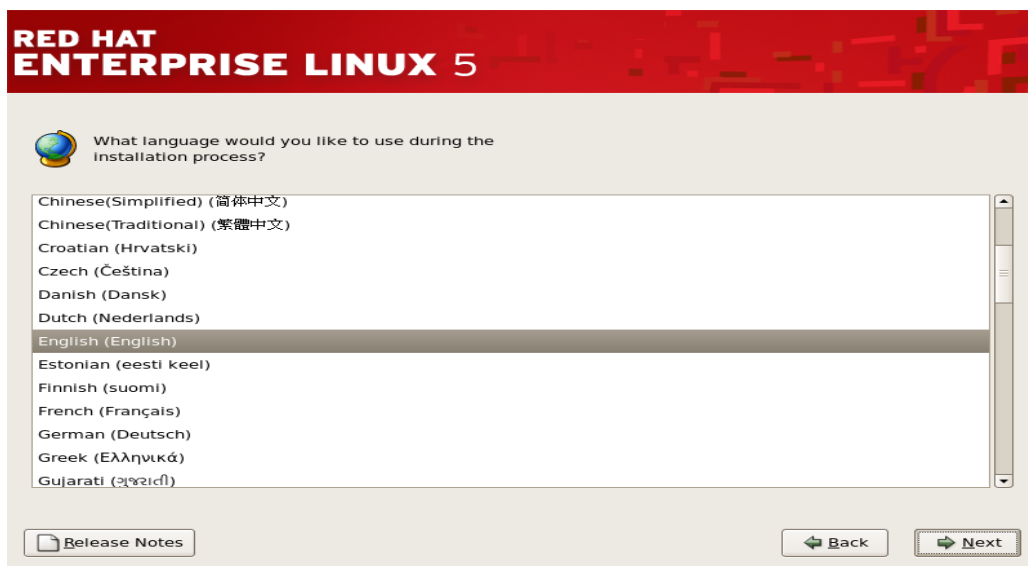 RED HAT
ENTERPRISE LINUX 5
What language would you like to use during the
installation process?
Chinese(Simplified) (简体中文)
Chinese(Traditional) (繁體中文)
Croatian (Hrvatski)
Czech (Čeština)
Danish (Dansk)
Dutch (Nederlands)
English (English)
Estonian (eesti keel)
Finnish (suomi)
French (Français)
German (Deutsch)
Greek (Ελληνικά)
Gujarati (ગુજરાતી)
Release Notes
Back
Next